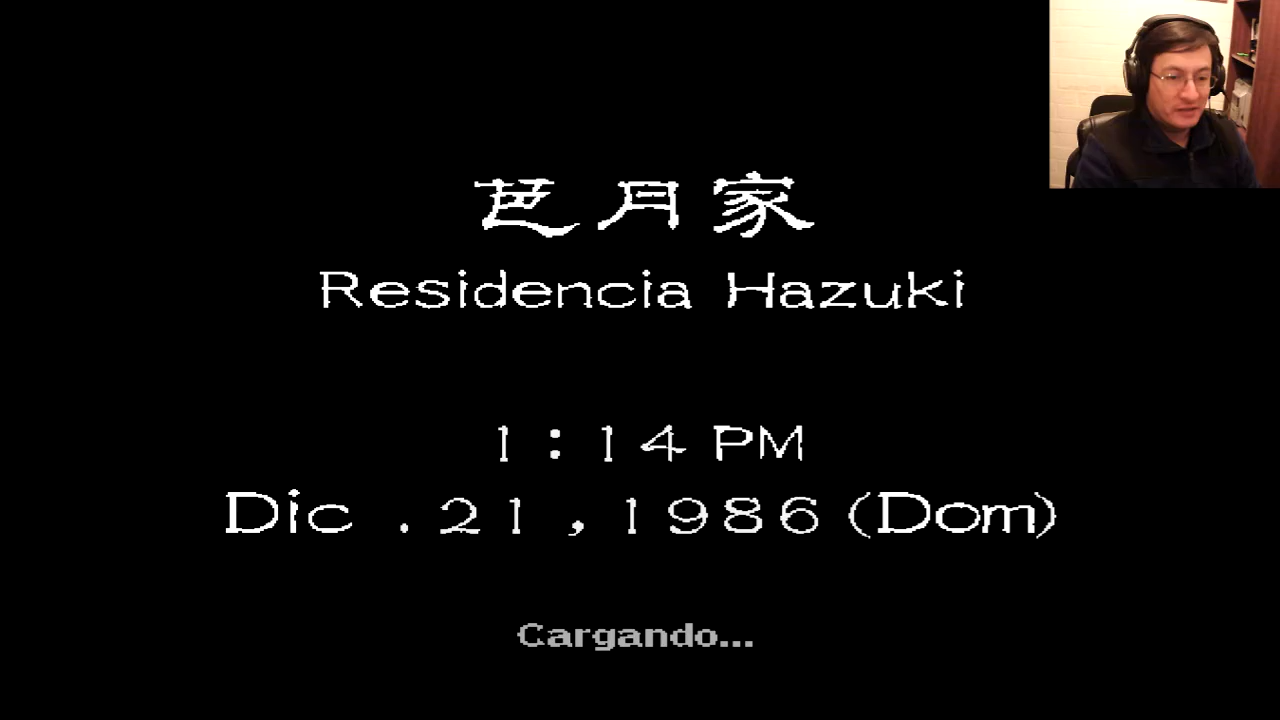 芭月家
Residencia Hazuki
1:14 PM
Dic . 21 , 1986 (Dom)
Cargando...